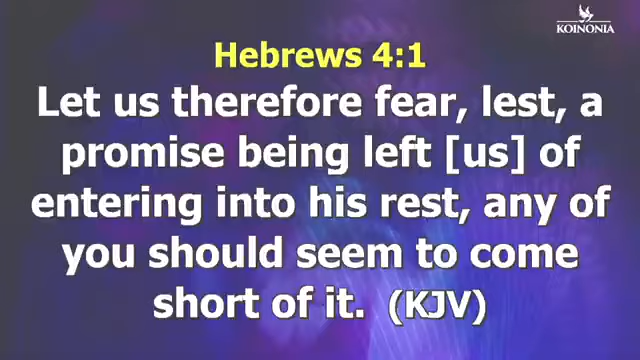 KOINONIA
Hebrews 4:1
Let us therefore fear, lest, a
promise being left [us] of
entering into his rest, any of
you should seem to come
short of it. (KJV)